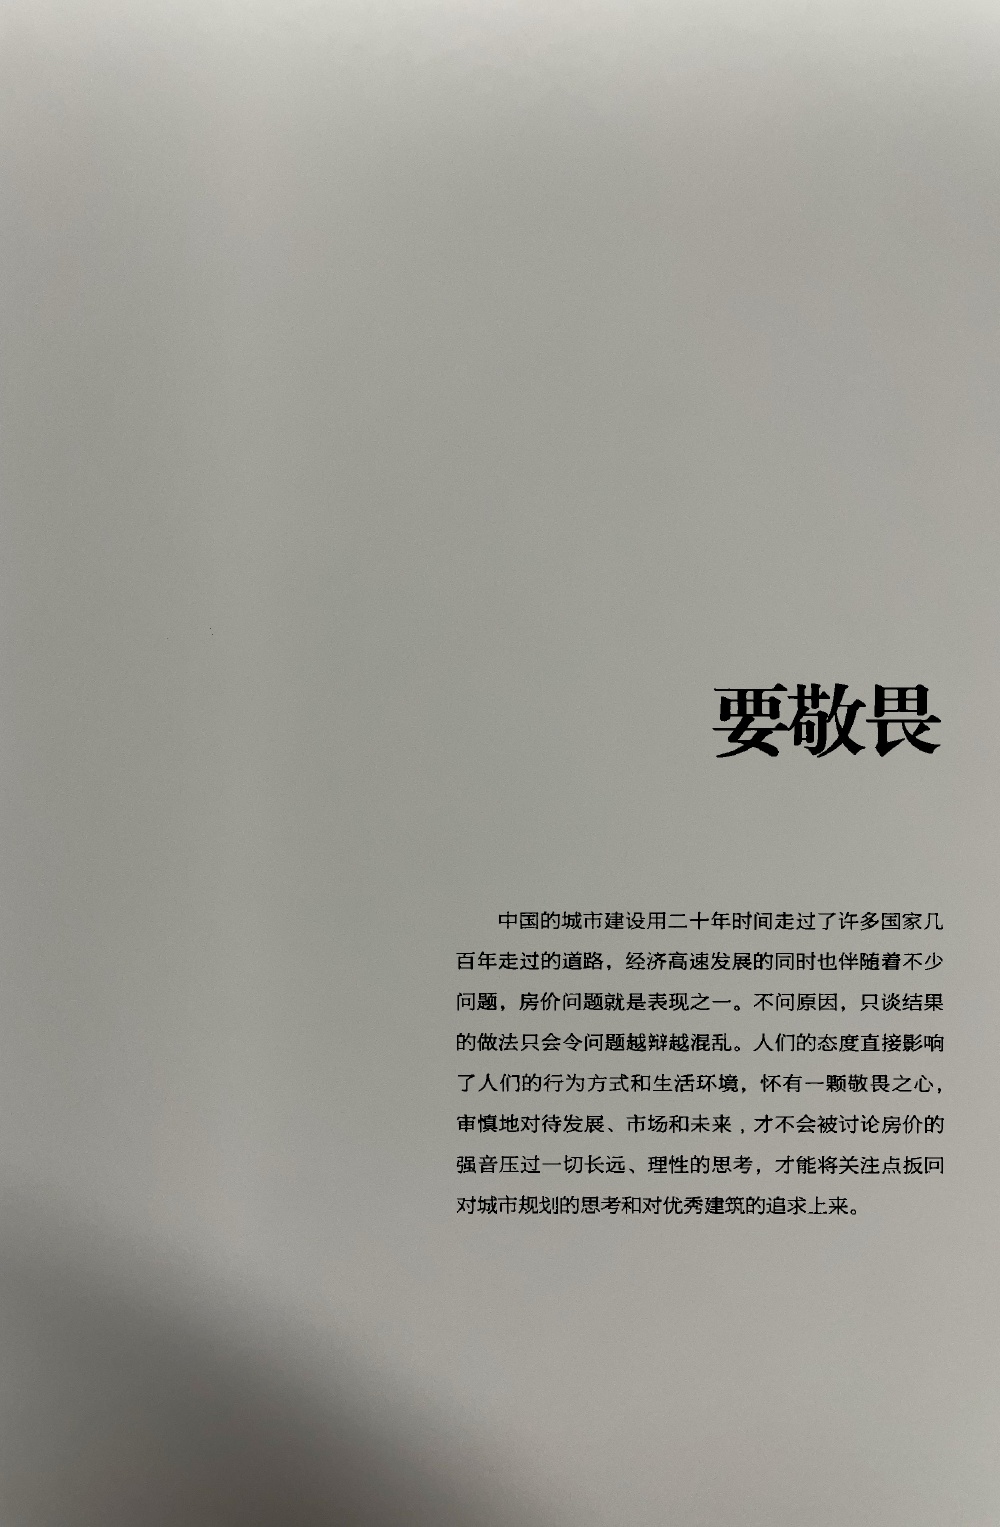 要敬畏
中国的城市建设用二十年时间走过了许多国家几
百年走过的道路，经济高速发展的同时也伴随着不少
问题，房价问题就是表现之一。不问原因，只谈结果
的做法只会令问题越辩越混乱。人们的态度直接影响
了人们的行为方式和生活环境，怀有一颗敬畏之心，
审慎地对待发展、市场和未来，才不会被讨论房价的
强音压过一切长远、理性的思考，才能将关注点扳回
对城市规划的思考和对优秀建筑的追求上来。